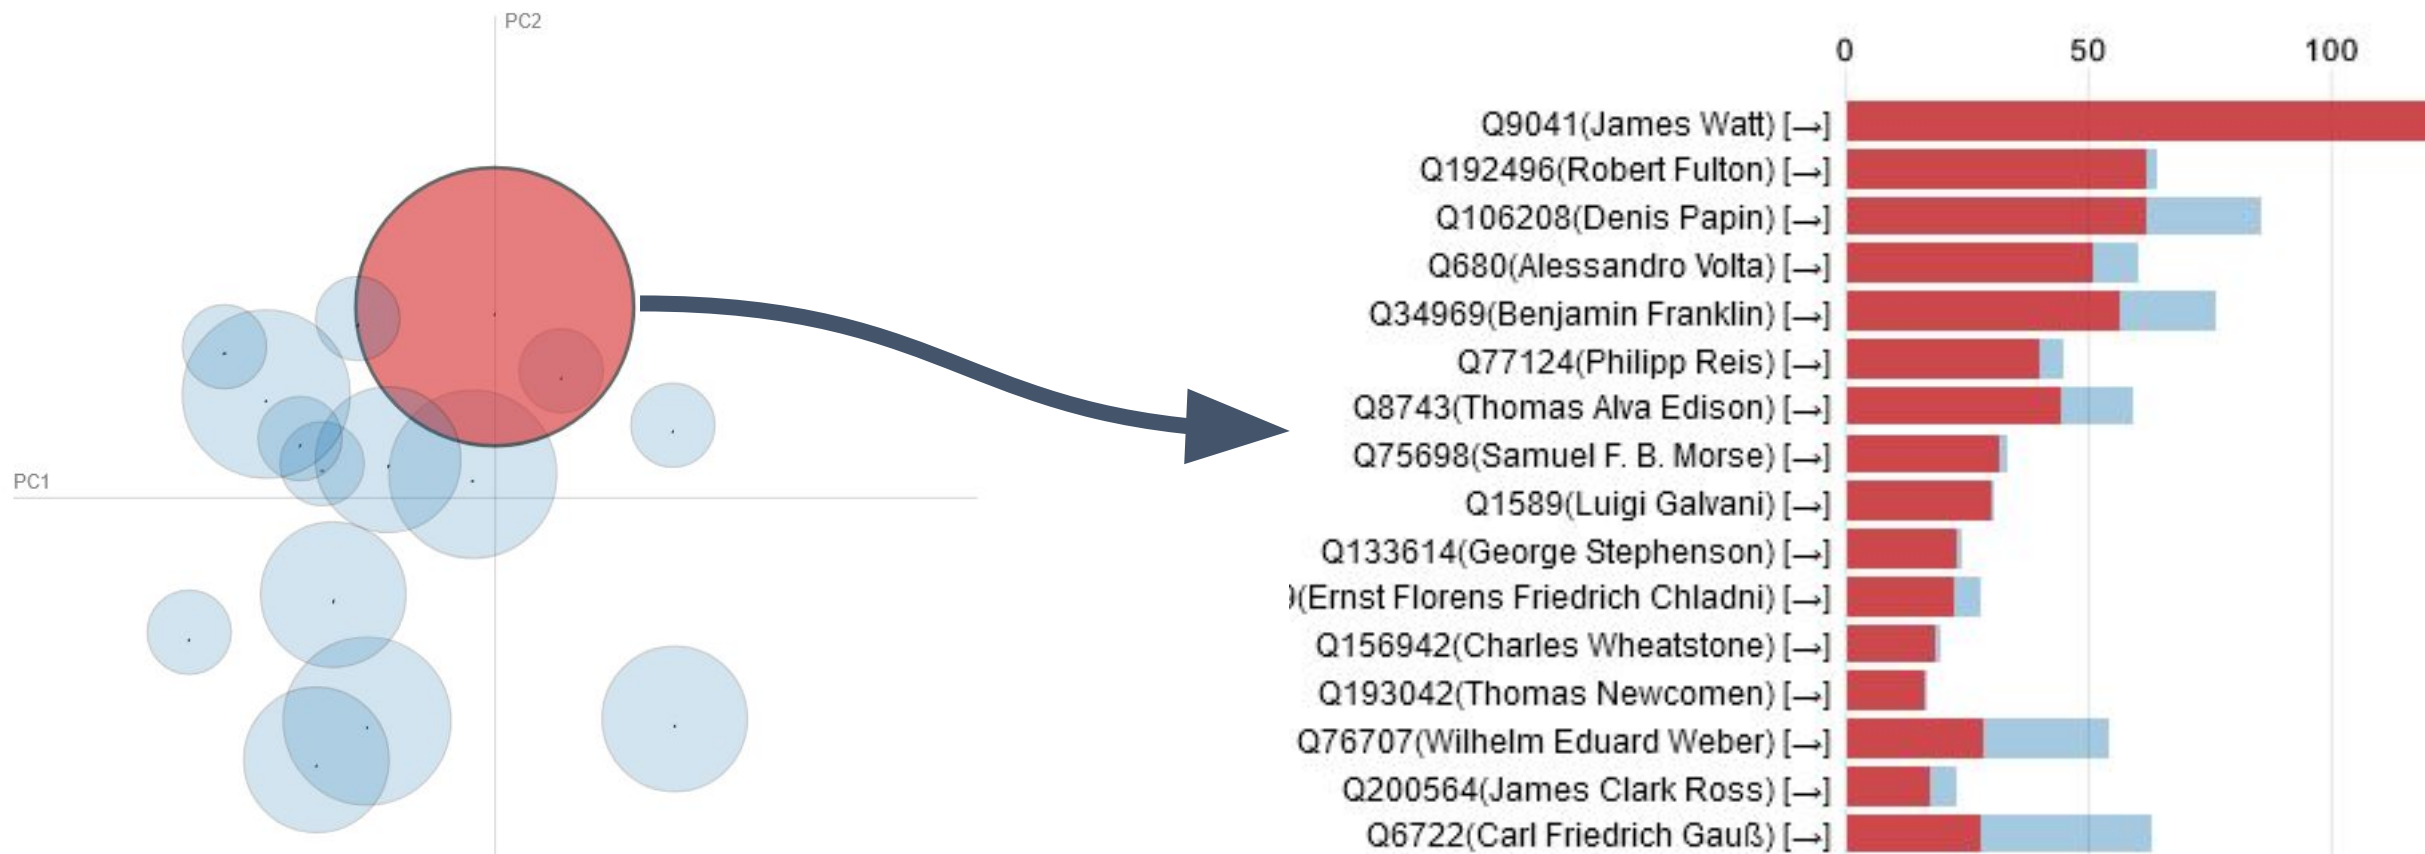 PC2
PC1
0 50 100
Q9041(James Watt) [→]
Q192496(Robert Fulton) [→]
Q106208(Denis Papin) [→]
Q680(Alessandro Volta) [→]
Q34969(Benjamin Franklin) [→]
Q77124(Philipp Reis) [→]
Q8743(Thomas Alva Edison) [→]
Q75698(Samuel F. B. Morse) [→]
Q1589(Luigi Galvani) [→]
Q133614(George Stephenson) [→]
(Ernst Florens Friedrich Chladni) [→]
Q156942(Charles Wheatstone) [→]
Q193042(Thomas Newcomen) [→]
Q76707(Wilhelm Eduard Weber) [→]
Q200564(James Clark Ross) [→]
Q6722(Carl Friedrich Gauß) [→]